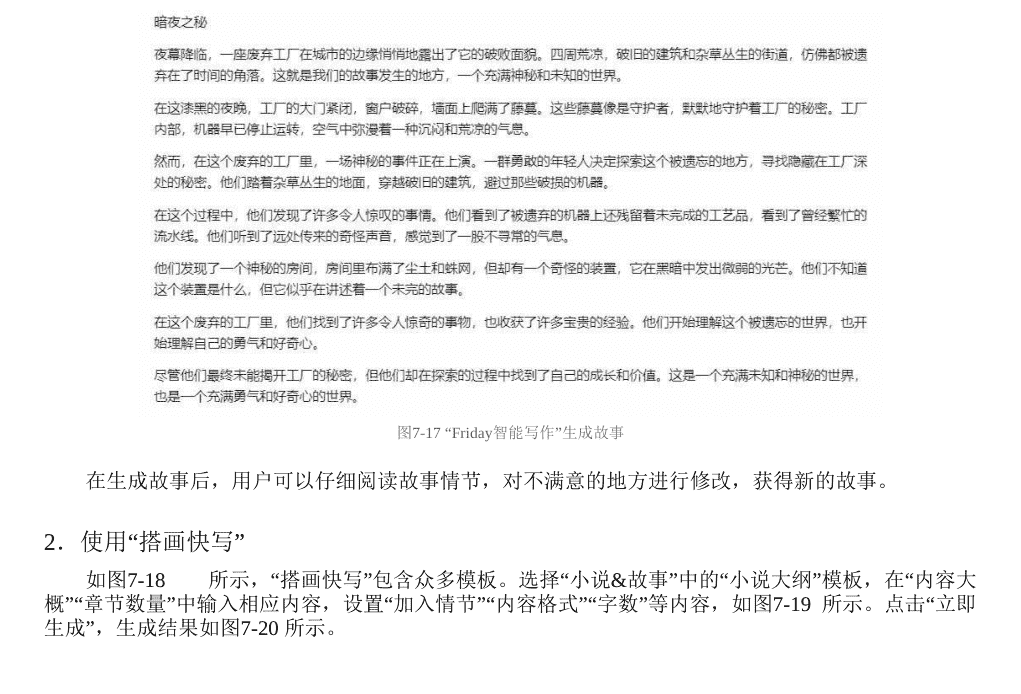 暗夜之秘
夜幕降临，一座废弃工厂在城市的边缘悄悄地露出了它的破败面貌。四周荒凉，破旧的建筑和杂草丛生的街道，仿佛都被遗
弃在了时间的角落。这就是我们的故事发生的地方，一个充满神秘和未知的世界。
在这漆黑的夜晚，工厂的大门紧闭，窗户破碎，墙面上爬满了藤蔓。这些藤蔓像是守护者，默默地守护着工厂的秘密。工厂
内部，机器早已停止运转，空气中弥漫着一种沉闷和荒凉的气息。
然而，在这个废弃的工厂里，一场神秘的事件正在上演。一群勇敢的年轻人决定探索这个被遗忘的地方，寻找隐藏在工厂深
处的秘密。他们踏着杂草丛生的地面，穿越破旧的建筑，避过那些破损的机器。
在这个过程中，他们发现了许多令人惊叹的事情。他们看到了被遗弃的机器上还残留着未完成的工艺品，看到了曾经繁忙的
流水线。他们听到了远处传来的奇怪声音，感觉到了一股不寻常的气息。
他们发现了一个神秘的房间，房间里布满了尘土和蛛网，但却有一个奇怪的装置，它在黑暗中发出微弱的光芒。他们不知道
这个装置是什么，但它似乎在讲述着一个未完的故事。
在这个废弃的工厂里，他们找到了许多令人惊奇的事物，也收获了许多宝贵的经验。他们开始理解这个被遗忘的世界，也开
始理解自己的勇气和好奇心。
尽管他们最终未能揭开工厂的秘密，但他们却在探索的过程中找到了自己的成长和价值。这是一个充满未知和神秘的世界，
也是一个充满勇气和好奇心的世界。
图7-17 “Friday智能写作”生成故事
在生成故事后，用户可以仔细阅读故事情节，对不满意的地方进行修改，获得新的故事。
2．使用“搭画快写”
如图7-18 所示，“搭画快写”包含众多模板。选择“小说&故事”中的“小说大纲”模板，在“内容大
概”“章节数量”中输入相应内容，设置“加入情节”“内容格式”“字数”等内容，如图7-19 所示。点击“立即
生成”，生成结果如图7-20 所示。